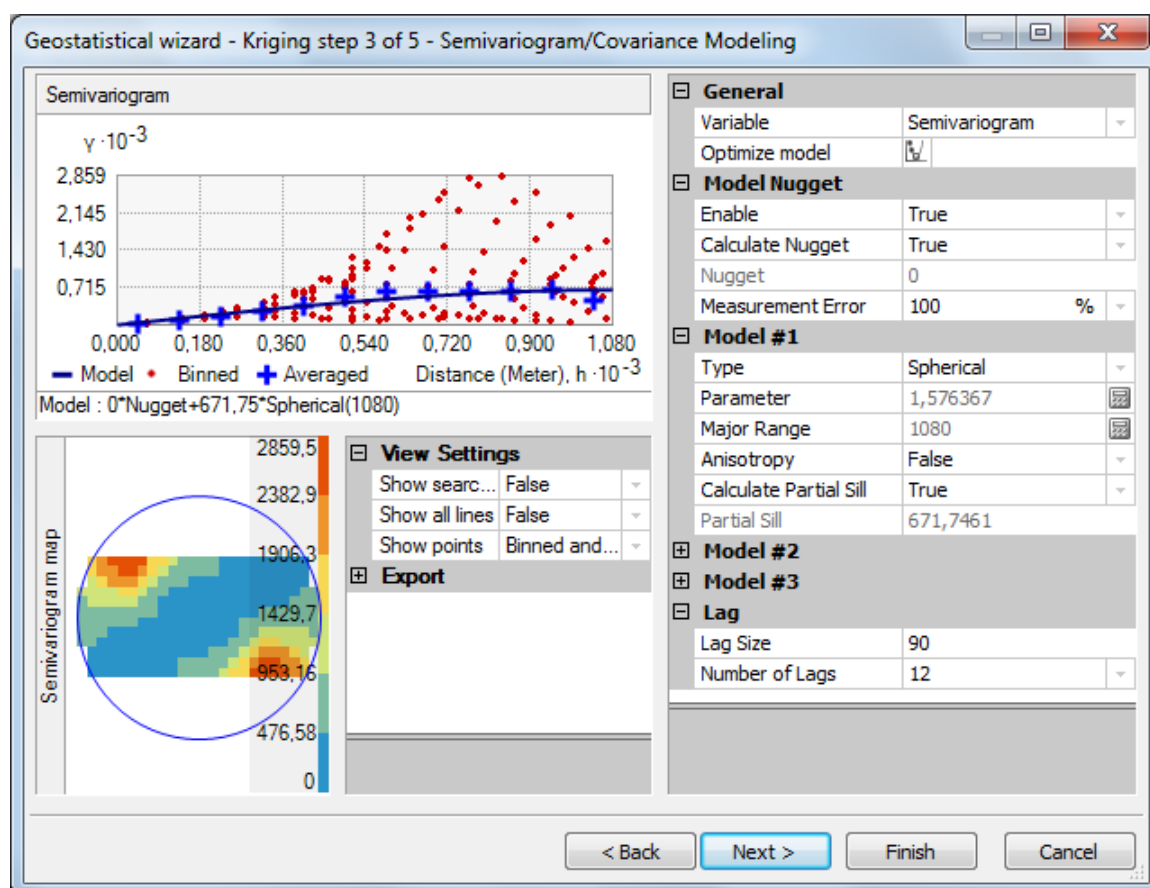 Geostatistical wizard - Kriging step 3 of 5 - Semivariogram/Covariance Modeling
Semivariogram
γ ·10-3
2,859
2,145
1,430
0,715
0,000 0,180 0,360 0,540 0,720 0,900 1,080
Model Binned Averaged Distance (Meter), h ·10-3
Model : 0*Nugget+671,75*Spherical(1080)
Semivariogram map
2859,5
2382,9
1906,3
1429,7
953,16
476,58
0
View Settings
Show searc... False
Show all lines False
Show points Binned and...
Export
General
Variable Semivariogram
Optimize model
Model Nugget
Enable True
Calculate Nugget True
Nugget 0
Measurement Error 100 %
Model #1
Type Spherical
Parameter 1,576367
Major Range 1080
Anisotropy False
Calculate Partial Sill True
Partial Sill 671,7461
Model #2
Model #3
Lag
Lag Size 90
Number of Lags 12
< Back Next > Finish Cancel